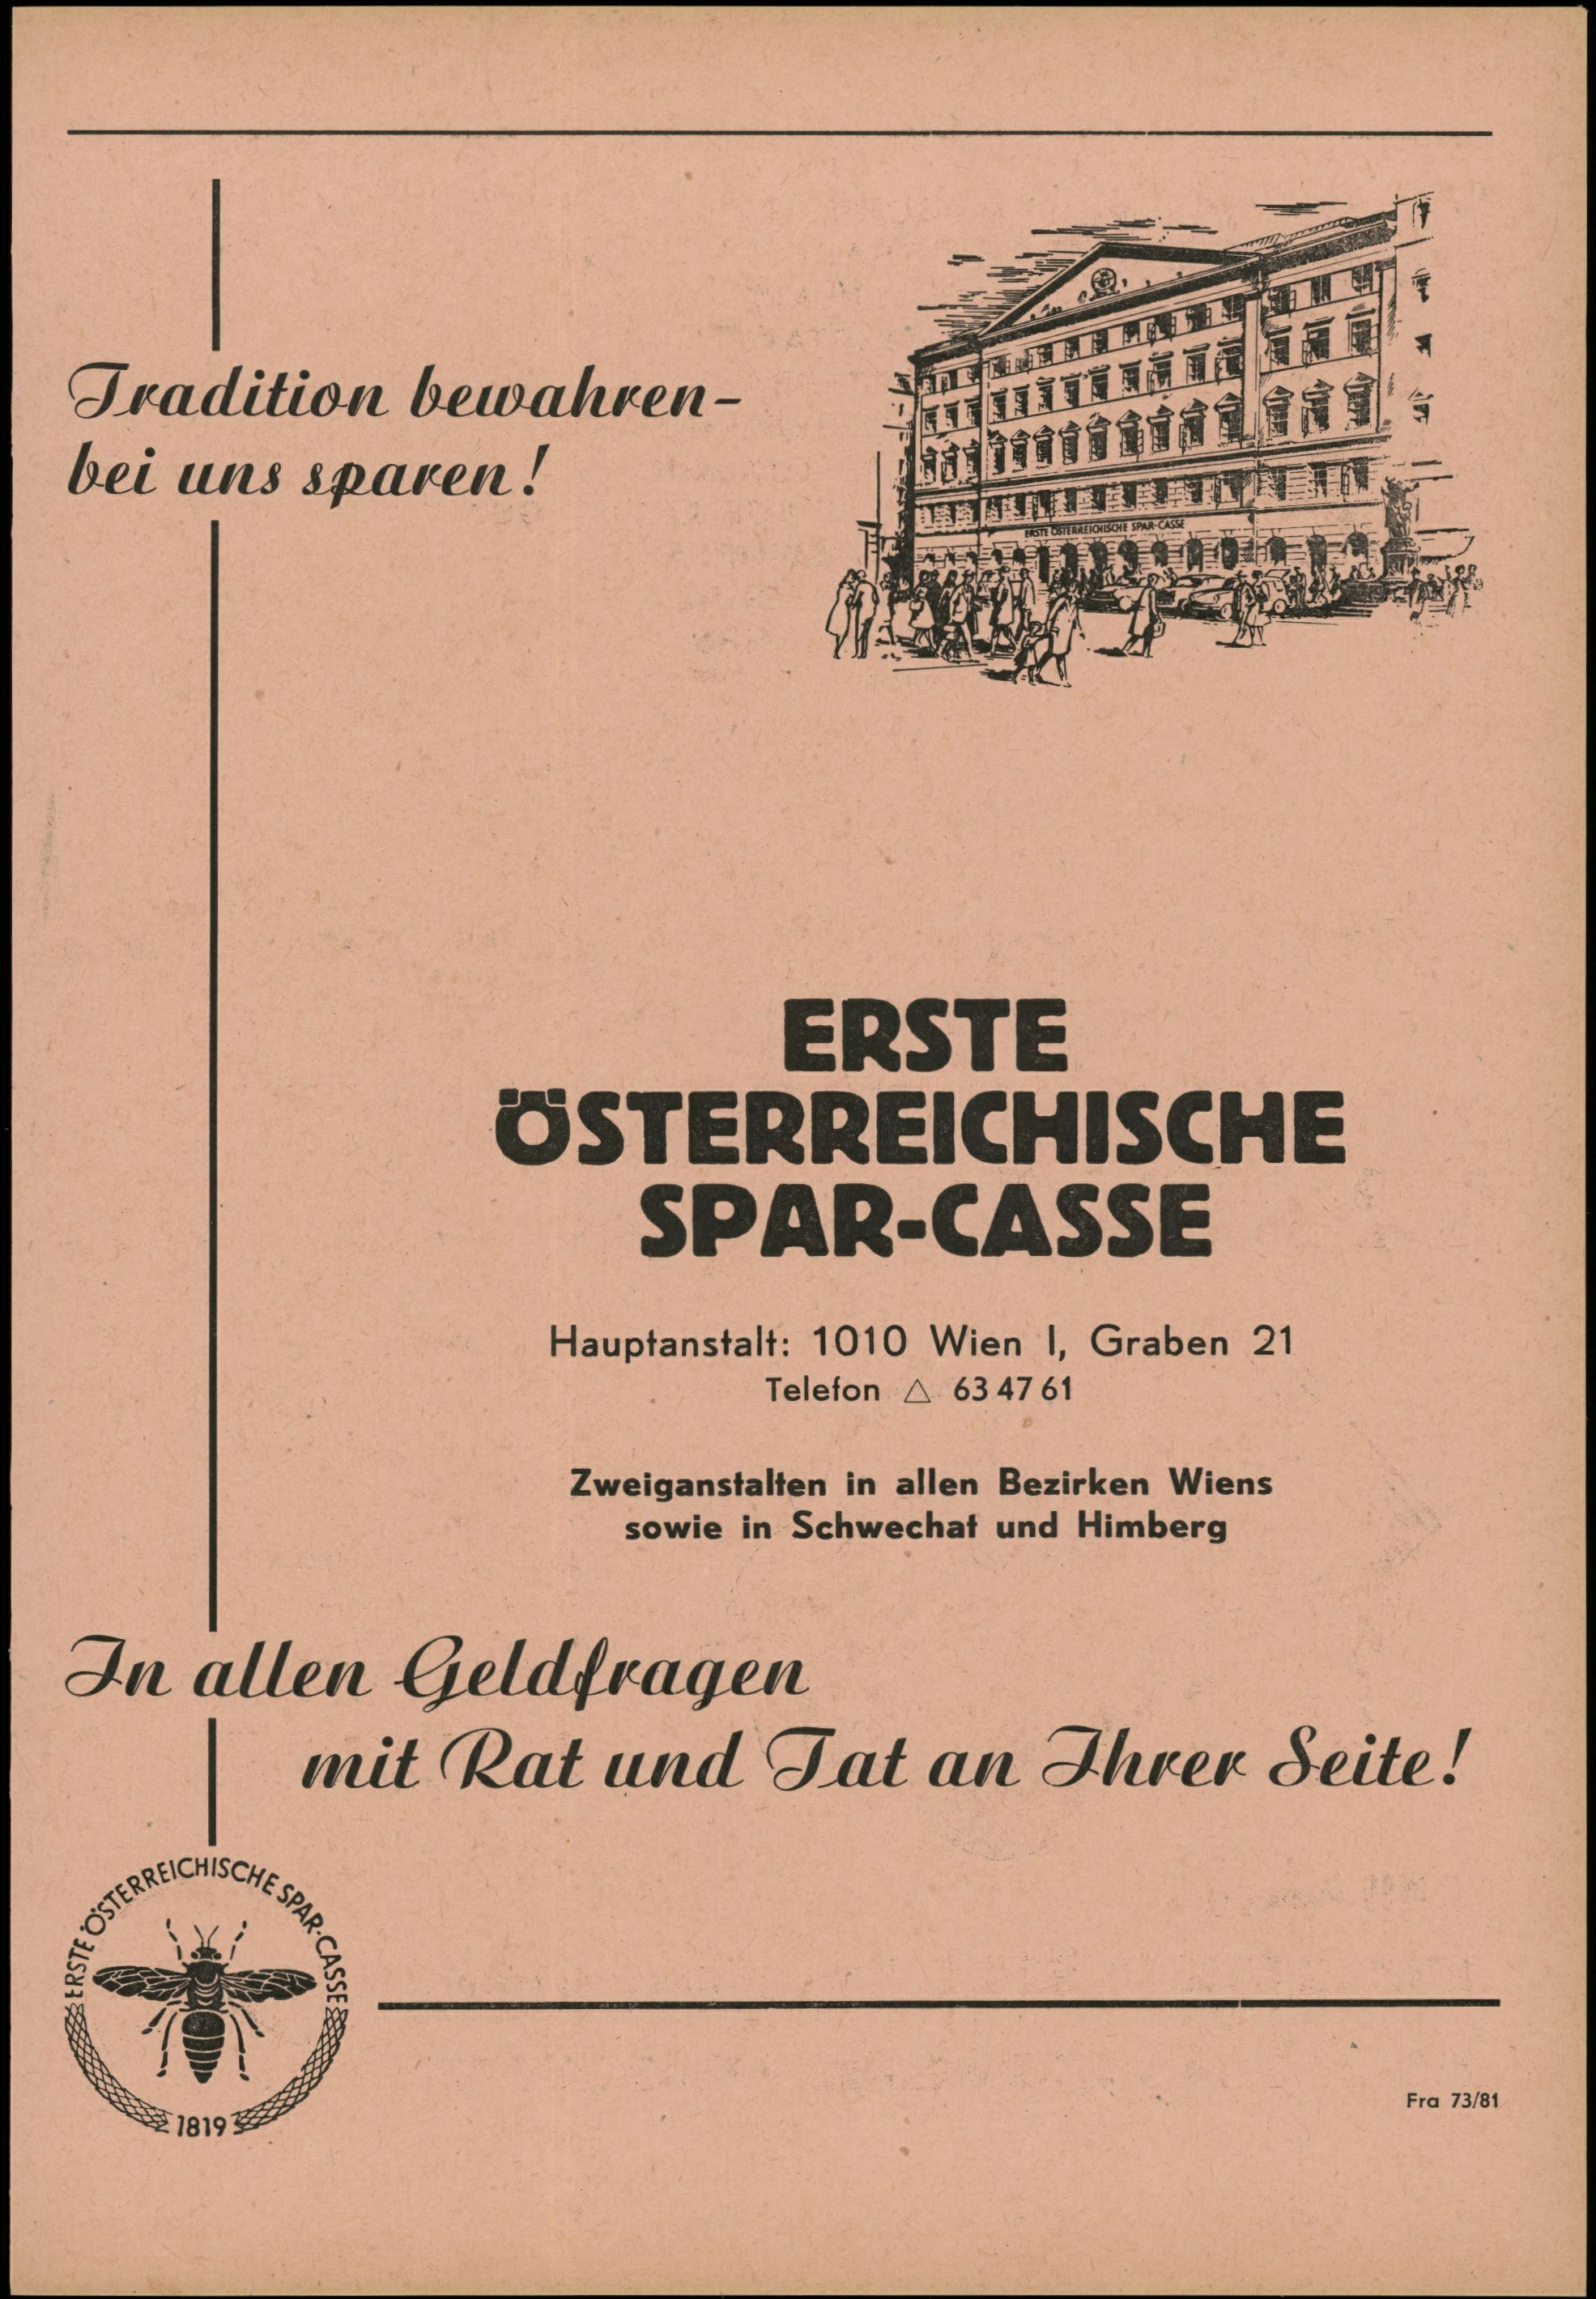 Tradition bewahren-
bei uns sparen!
ERSTE ÖSTERREICHISCHE SPAR-CASSE
ERSTE
ÖSTERREICHISCHE
SPAR-CASSE
Hauptanstalt: 1010 Wien I, Graben 21
Telefon △ 63 47 61
Zweiganstalten in allen Bezirken Wiens
sowie in Schwechat und Himberg
In allen Geldfragen
mit Rat und Tat an Ihrer Seite!
ERSTE ÖSTERREICHISCHE SPAR-CASSE
1819
Fra 73/81